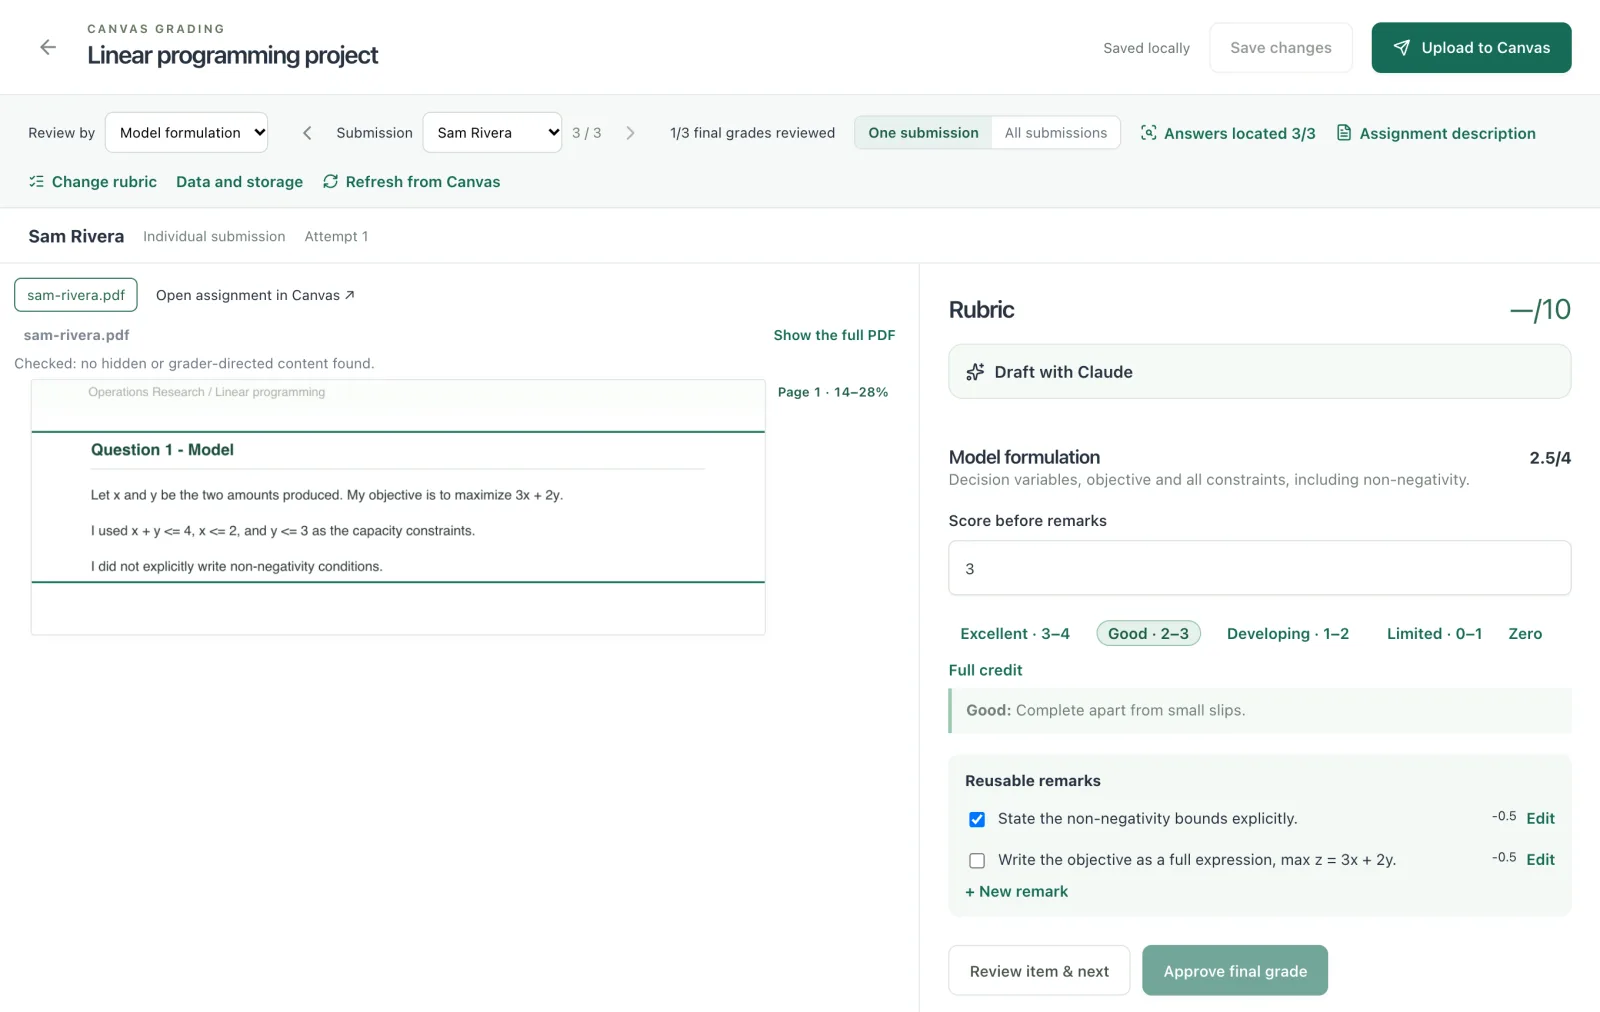 CANVAS GRADING
Linear programming project
Saved locally
Save changes
Upload to Canvas
Review by
Model formulation
Submission
Sam Rivera
3 / 3
1/3 final grades reviewed
One submission
All submissions
Answers located 3/3
Assignment description
Change rubric
Data and storage
Refresh from Canvas
Sam Rivera
Individual submission
Attempt 1
sam-rivera.pdf
Open assignment in Canvas ↗
sam-rivera.pdf
Show the full PDF
Checked: no hidden or grader-directed content found.
Operations Research / Linear programming
Page 1 · 14–28%
Question 1 - Model
Let x and y be the two amounts produced. My objective is to maximize 3x + 2y.
I used x + y <= 4, x <= 2, and y <= 3 as the capacity constraints.
I did not explicitly write non-negativity conditions.
Rubric
—/10
Draft with Claude
Model formulation
2.5/4
Decision variables, objective and all constraints, including non-negativity.
Score before remarks
3
Excellent · 3–4
Good · 2–3
Developing · 1–2
Limited · 0–1
Zero
Full credit
Good: Complete apart from small slips.
Reusable remarks
State the non-negativity bounds explicitly.
-0.5
Edit
Write the objective as a full expression, max z = 3x + 2y.
-0.5
Edit
+ New remark
Review item & next
Approve final grade